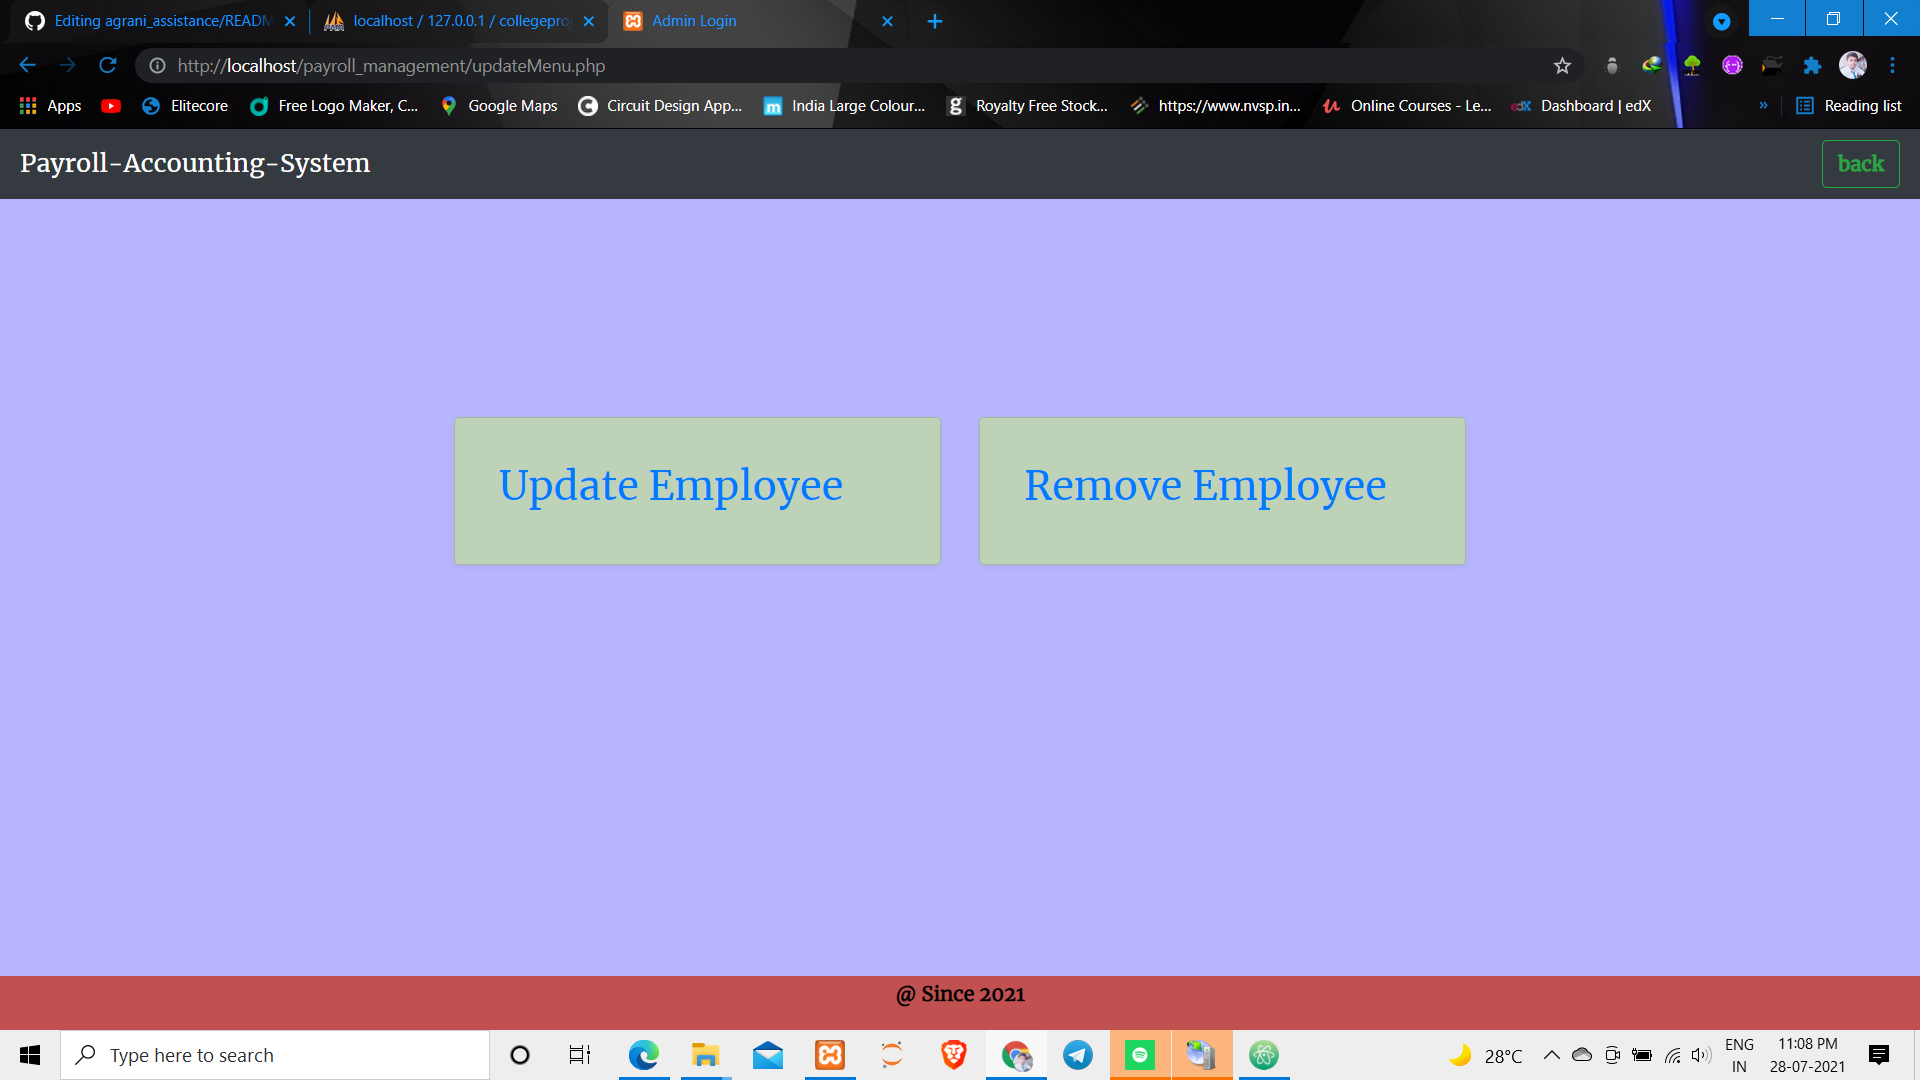 Editing agrani_assistance/READM
localhost / 127.0.0.1 / collegepro
Admin Login
http://localhost/payroll_management/updateMenu.php
Apps
Elitecore
Free Logo Maker, C...
Google Maps
Circuit Design App...
India Large Colour...
Royalty Free Stock...
https://www.nvsp.in...
Online Courses - Le...
Dashboard | edX
»
Reading list
Payroll-Accounting-System
back
Update Employee
Remove Employee
@ Since 2021
Type here to search
28°C
ENG
IN
11:08 PM
28-07-2021